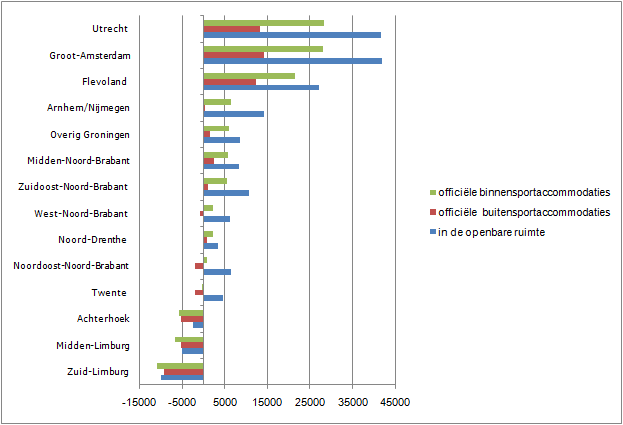 Utrecht
Groot-Amsterdam
Flevoland
Arnhem/Nijmegen
Overig Groningen
Midden-Noord-Brabant
Zuidoost-Noord-Brabant
West-Noord-Brabant
Noord-Drenthe
Noordoost-Noord-Brabant
Twente
Achterhoek
Midden-Limburg
Zuid-Limburg
-15000 -5000 5000 15000 25000 35000 45000
officiële binnensportaccommodaties
officiële buitensportaccommodaties
in de openbare ruimte